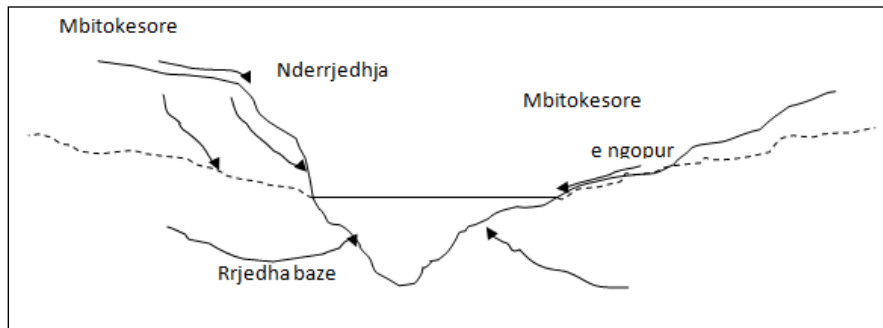 Mbitokesore
Nderrjedhja
Mbitokesore
e ngopur
Rrjedha baze